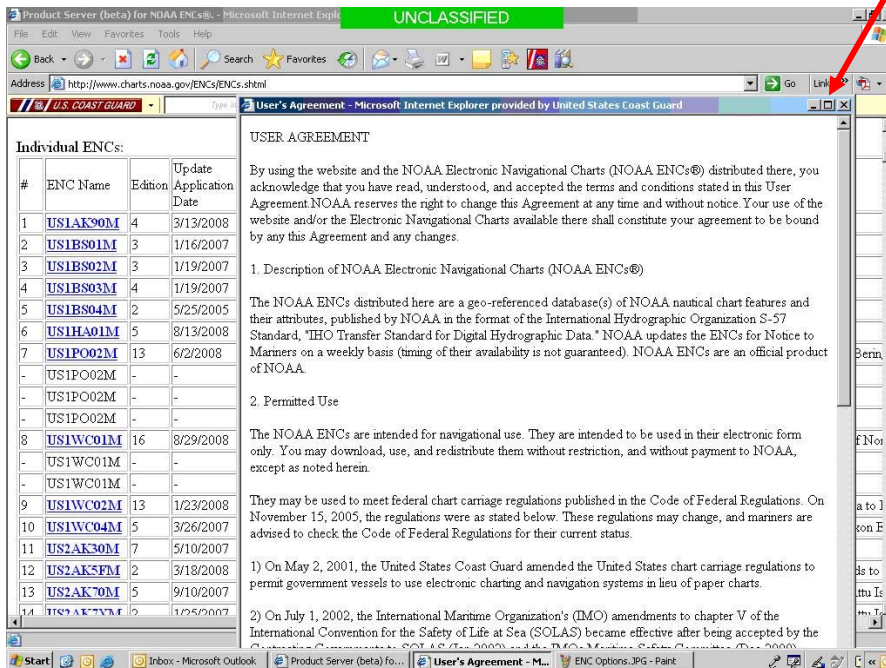 Product Server (beta) for NOAA ENCs®. - Microsoft Internet Explo
UNCLASSIFIED
File Edit View Favorites Tools Help
Back Search Favorites
Address http://www.charts.noaa.gov/ENCs/ENCs.shtml Go Link
U.S. COAST GUARD Type in
User's Agreement - Microsoft Internet Explorer provided by United States Coast Guard
Individual ENCs:
# ENC Name Edition Update Application Date
1 US1AK90M 4 3/13/2008
2 US1BS01M 3 1/16/2007
3 US1BS02M 3 1/19/2007
4 US1BS03M 4 1/19/2007
5 US1BS04M 2 5/25/2005
6 US1HA01M 5 8/13/2008
7 US1PO02M 13 6/2/2008
- US1PO02M - -
- US1PO02M - -
- US1PO02M - -
8 US1WC01M 16 8/29/2008
- US1WC01M - -
- US1WC01M - -
9 US1WC02M 13 1/23/2008
10 US1WC04M 5 3/26/2007
11 US2AK30M 7 5/10/2007
12 US2AK5FM 2 3/18/2008
13 US2AK70M 5 9/10/2007
14 US2AK7XM 2 1/25/2007
USER AGREEMENT
By using the website and the NOAA Electronic Navigational Charts (NOAA ENCs®) distributed there, you
acknowledge that you have read, understood, and accepted the terms and conditions stated in this User
Agreement.NOAA reserves the right to change this Agreement at any time and without notice.Your use of the
website and/or the Electronic Navigational Charts available there shall constitute your agreement to be bound
by any this Agreement and any changes.
1. Description of NOAA Electronic Navigational Charts (NOAA ENCs®)
The NOAA ENCs distributed here are a geo-referenced database(s) of NOAA nautical chart features and
their attributes, published by NOAA in the format of the International Hydrographic Organization S-57
Standard, "IHO Transfer Standard for Digital Hydrographic Data." NOAA updates the ENCs for Notice to
Mariners on a weekly basis (timing of their availability is not guaranteed). NOAA ENCs are an official product
of NOAA.
2. Permitted Use
The NOAA ENCs are intended for navigational use. They are intended to be used in their electronic form
only. You may download, use, and redistribute them without restriction, and without payment to NOAA,
except as noted herein.
They may be used to meet federal chart carriage regulations published in the Code of Federal Regulations. On
November 15, 2005, the regulations were as stated below. These regulations may change, and mariners are
advised to check the Code of Federal Regulations for their current status.
1) On May 2, 2001, the United States Coast Guard amended the United States chart carriage regulations to
permit government vessels to use electronic charting and navigation systems in lieu of paper charts.
2) On July 1, 2002, the International Maritime Organization's (IMO) amendments to chapter V of the
International Convention for the Safety of Life at Sea (SOLAS) became effective after being accepted by the
Berin
f Nor
a to
xon E
ds to
ttu Is
Start Inbox - Microsoft Outlook Product Server (beta) fo... User's Agreement - M... ENC Options.JPG - Paint